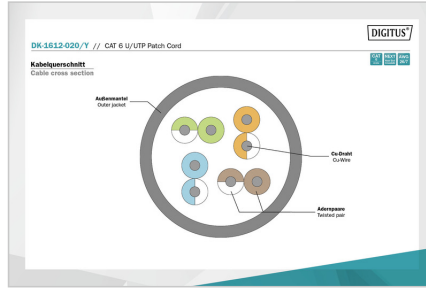 DIGITUS®
DK-1612-020/Y // CAT 6 U/UTP Patch Cord
Kabelquerschnitt
Cable cross section
Außenmantel
Outer jacket
Cu-Draht
Cu-Wire
Adernpaare
Twisted pair